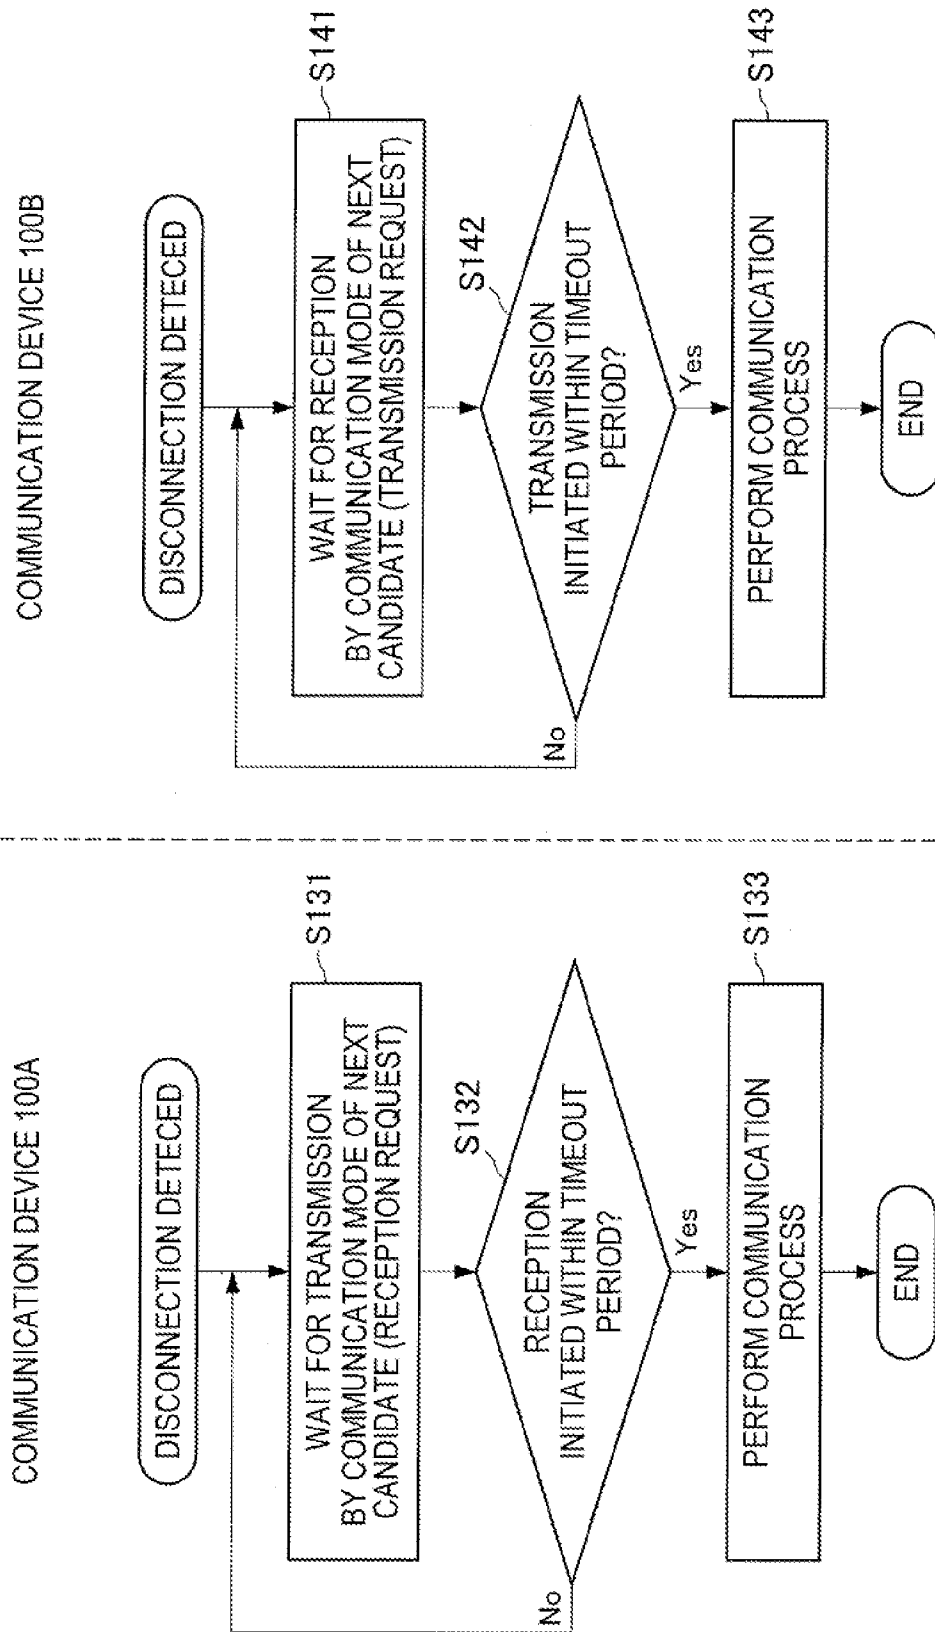 COMMUNICATION DEVICE 100A
DISCONNECTION DETECED
WAIT FOR TRANSMISSION
BY COMMUNICATION MODE OF NEXT
CANDIDATE (RECEPTION REQUEST)
S131
RECEPTION
INITIATED WITHIN TIMEOUT
PERIOD?
S132
No
Yes
PERFORM COMMUNICATION
PROCESS
S133
END
COMMUNICATION DEVICE 100B
DISCONNECTION DETECED
WAIT FOR RECEPTION
BY COMMUNICATION MODE OF NEXT
CANDIDATE (TRANSMISSION REQUEST)
S141
TRANSMISSION
INITIATED WITHIN TIMEOUT
PERIOD?
S142
No
Yes
PERFORM COMMUNICATION
PROCESS
S143
END